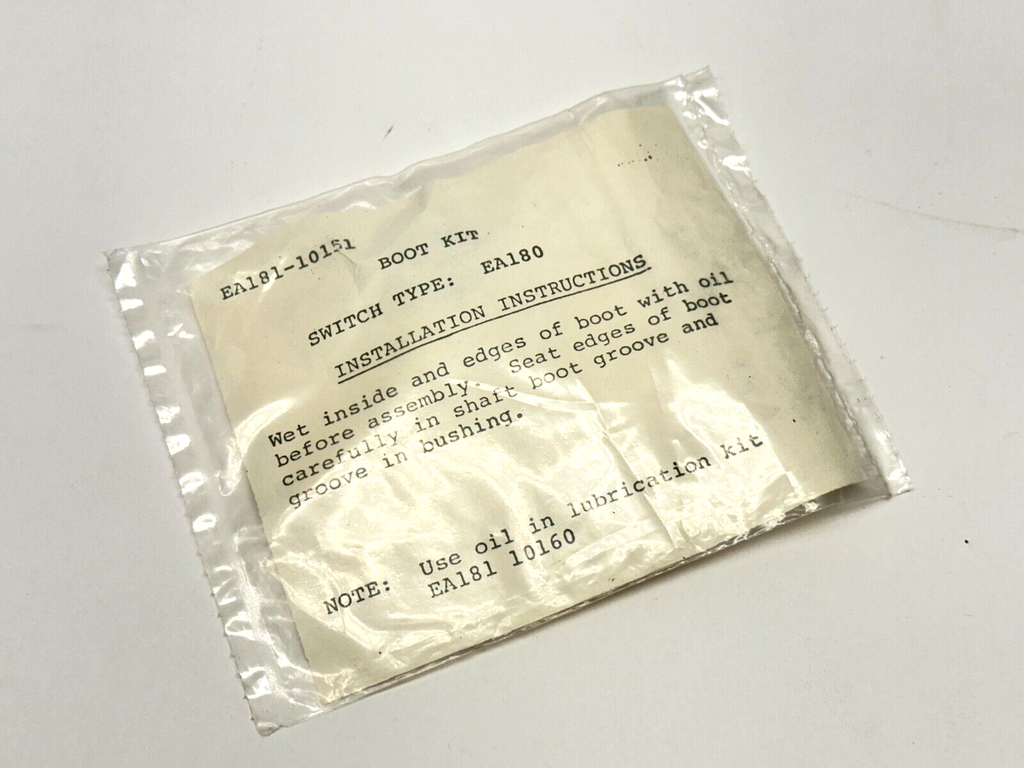 EA181-10151 BOOT KIT
SWITCH TYPE: EA180
INSTALLATION INSTRUCTIONS
Wet inside and edges of boot with oil
before assembly. Seat edges of boot
carefully in shaft boot groove and
groove in bushing.
NOTE: Use oil in lubrication kit
EA181 10160